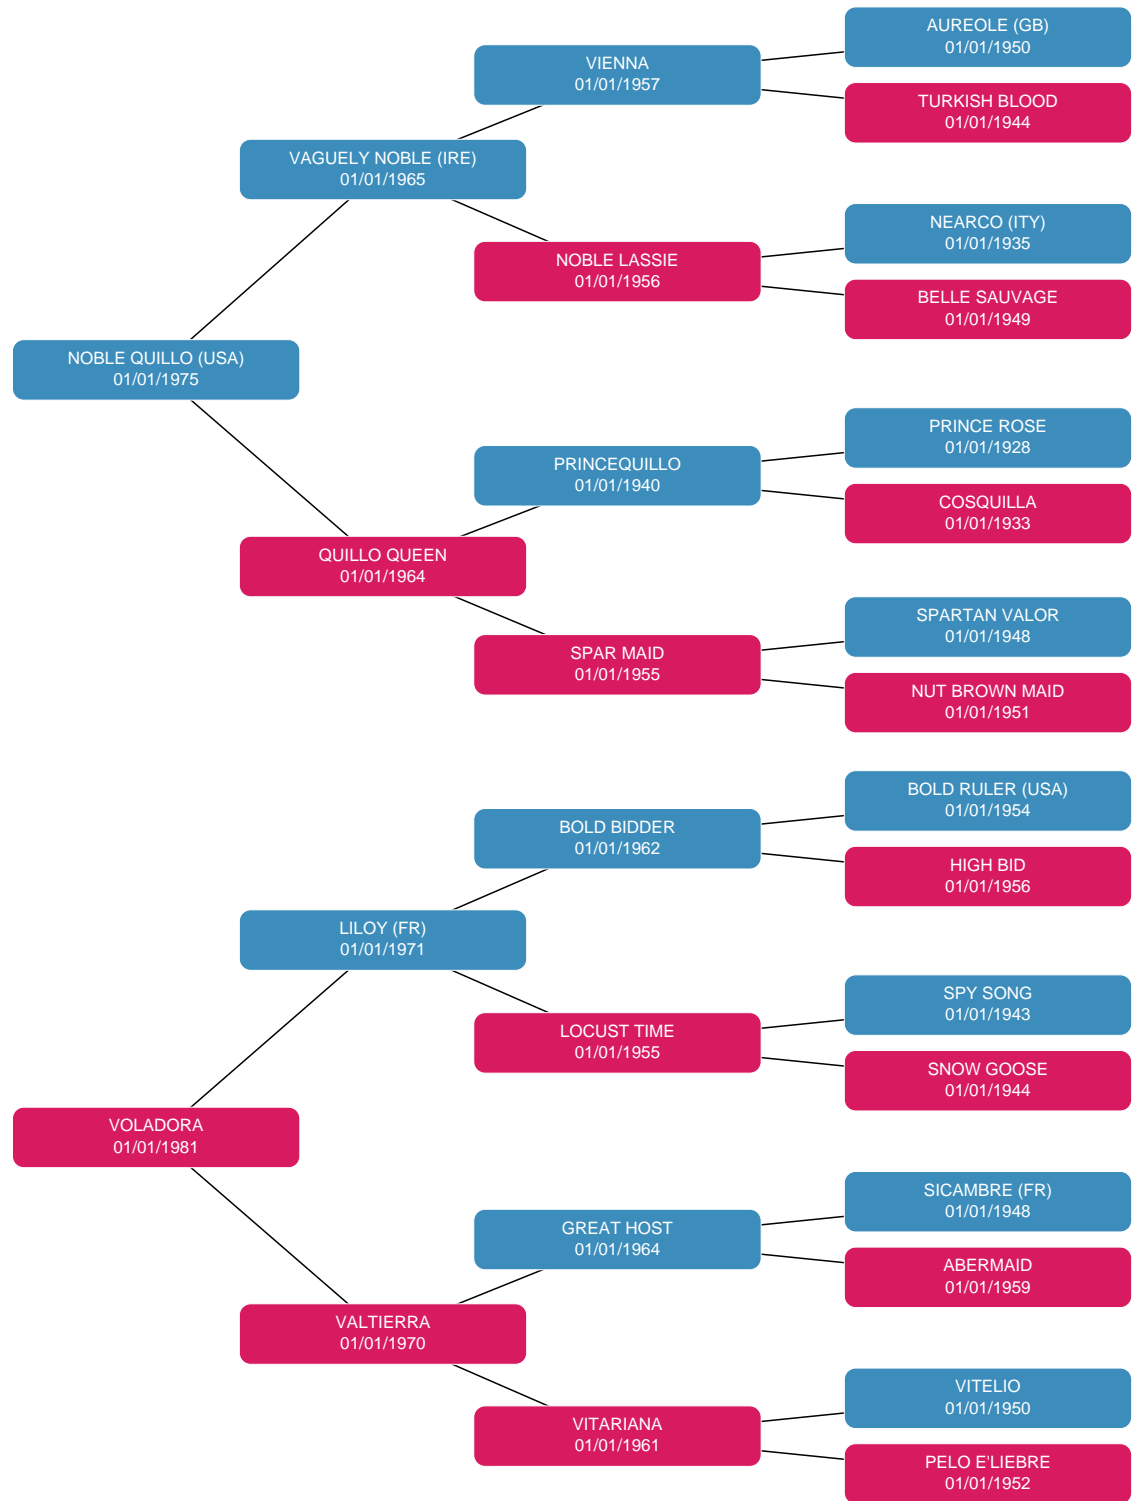 AUREOLE (GB)
01/01/1950
VIENNA
01/01/1957
TURKISH BLOOD
01/01/1944
VAGUELY NOBLE (IRE)
01/01/1965
NEARCO (ITY)
01/01/1935
NOBLE LASSIE
01/01/1956
BELLE SAUVAGE
01/01/1949
NOBLE QUILLO (USA)
01/01/1975
PRINCE ROSE
01/01/1928
PRINCEQUILLO
01/01/1940
COSQUILLA
01/01/1933
QUILLO QUEEN
01/01/1964
SPARTAN VALOR
01/01/1948
SPAR MAID
01/01/1955
NUT BROWN MAID
01/01/1951
BOLD RULER (USA)
01/01/1954
BOLD BIDDER
01/01/1962
HIGH BID
01/01/1956
LILOY (FR)
01/01/1971
SPY SONG
01/01/1943
LOCUST TIME
01/01/1955
SNOW GOOSE
01/01/1944
VOLADORA
01/01/1981
SICAMBRE (FR)
01/01/1948
GREAT HOST
01/01/1964
ABERMAID
01/01/1959
VALTIERRA
01/01/1970
VITELIO
01/01/1950
VITARIANA
01/01/1961
PELO E'LIEBRE
01/01/1952